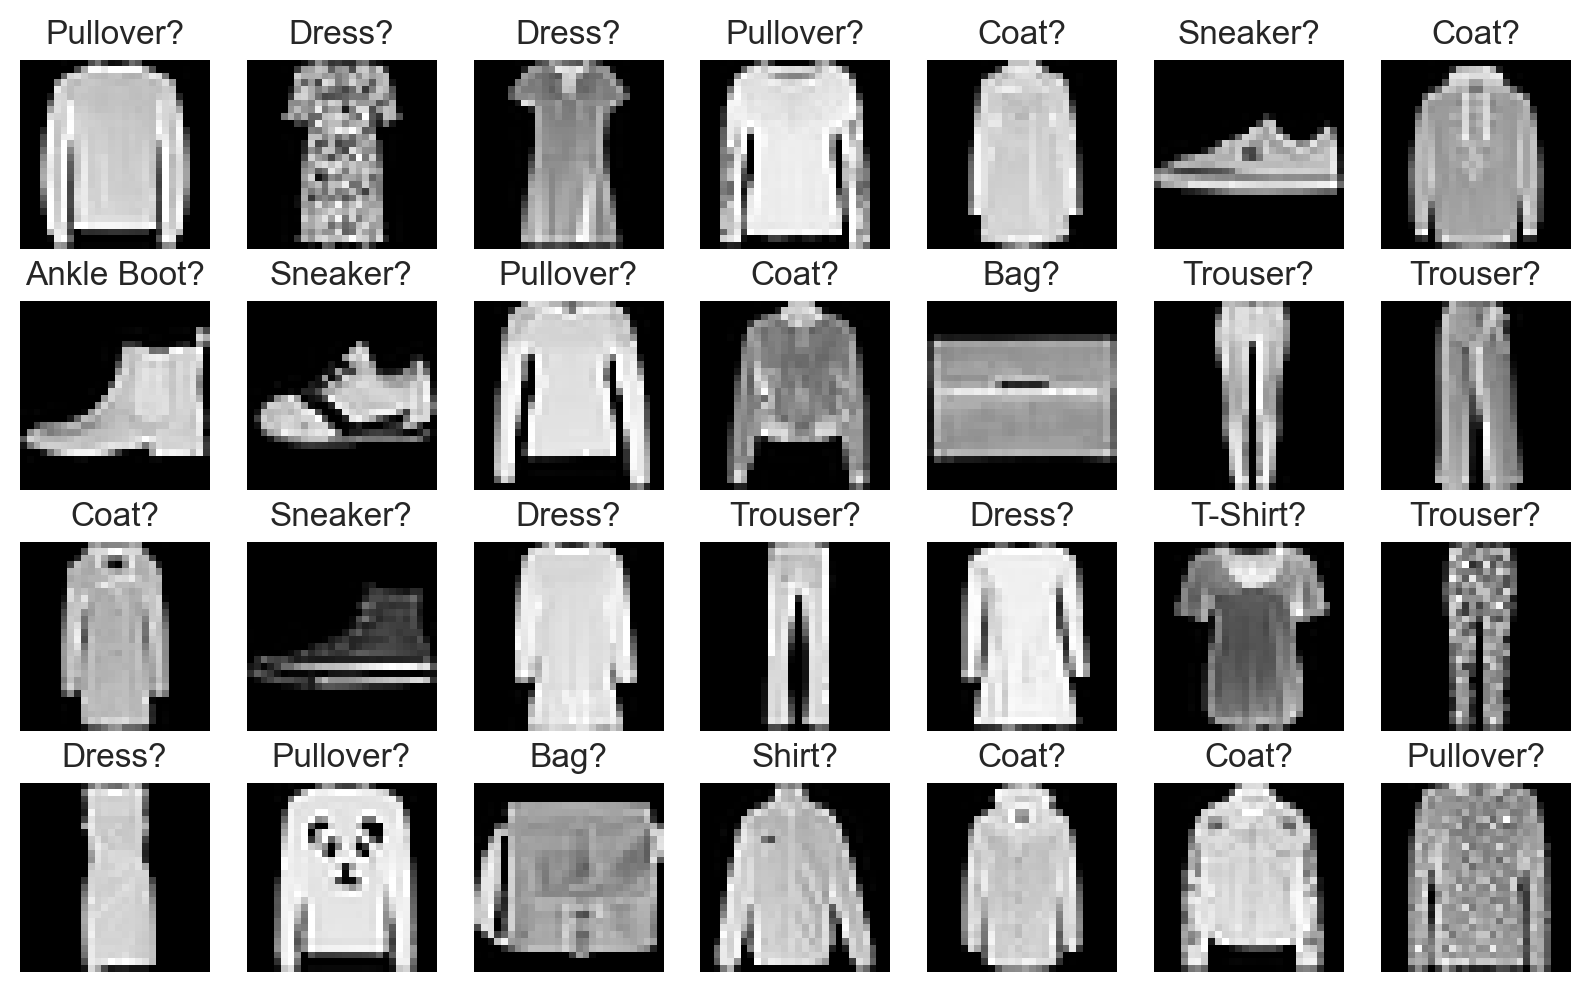 Pullover? Dress? Dress? Pullover? Coat? Sneaker? Coat?
Ankle Boot? Sneaker? Pullover? Coat? Bag? Trouser? Trouser?
Coat? Sneaker? Dress? Trouser? Dress? T-Shirt? Trouser?
Dress? Pullover? Bag? Shirt? Coat? Coat? Pullover?